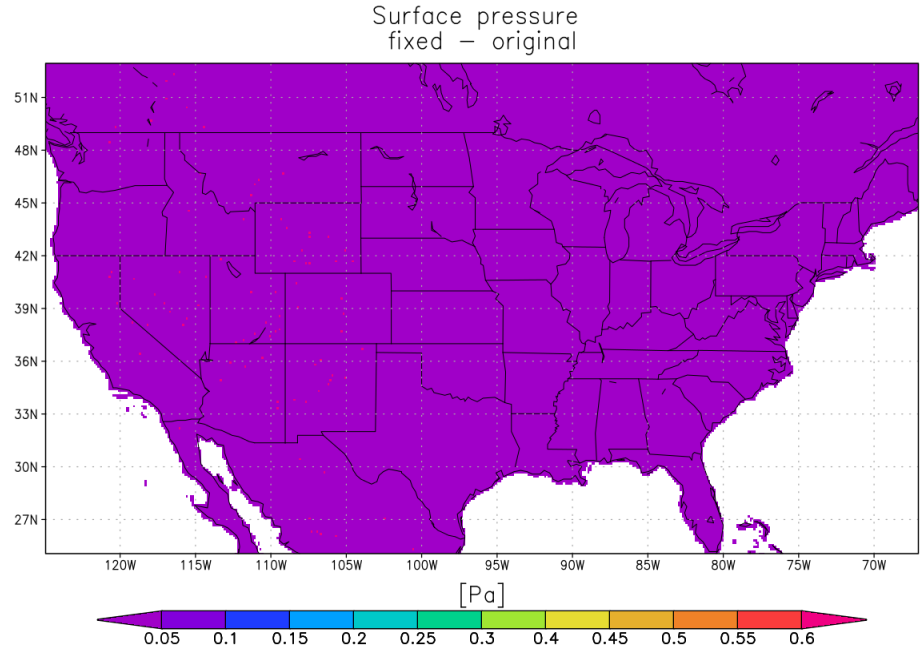 Surface pressure
fixed – original
51N
48N
45N
42N
39N
36N
33N
30N
27N
120W 115W 110W 105W 100W 95W 90W 85W 80W 75W 70W
[Pa]
0.05 0.1 0.15 0.2 0.25 0.3 0.4 0.45 0.5 0.55 0.6